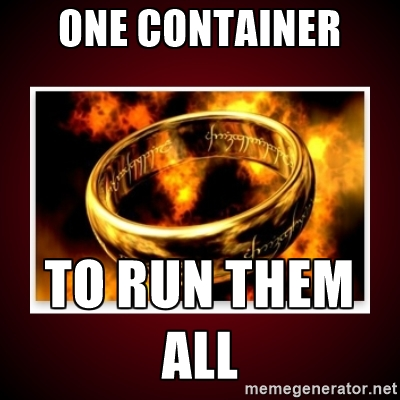 ONE CONTAINER
TO RUN THEM
ALL
memegenerator.net